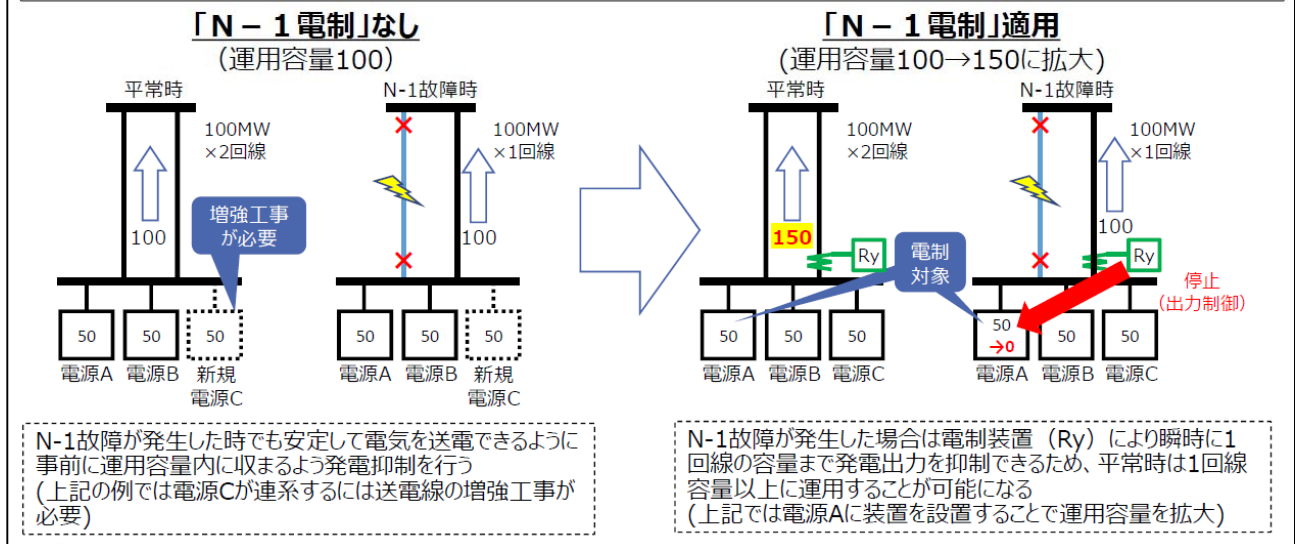 「N－1電制」なし
（運用容量100）
平常時
N-1故障時
100MW
×2回線
100MW
×1回線
100
100
増強工事
が必要
50
50
50
50
50
50
電源A
電源B
新規
電源C
電源A
電源B
新規
電源C
N-1故障が発生した時でも安定して電気を送電できるように
事前に運用容量内に収まるよう発電抑制を行う
(上記の例では電源Cが連系するには送電線の増強工事が
必要)
「N－1電制」適用
(運用容量100→150に拡大)
平常時
N-1故障時
100MW
×2回線
100MW
×1回線
150
100
Ry
Ry
電制
対象
停止
（出力制御）
50
50
50
50
→0
50
50
電源A
電源B
電源C
電源A
電源B
電源C
N-1故障が発生した場合は電制装置（Ry）により瞬時に1
回線の容量まで発電出力を抑制できるため、平常時は1回線
容量以上に運用することが可能になる
(上記では電源Aに装置を設置することで運用容量を拡大)